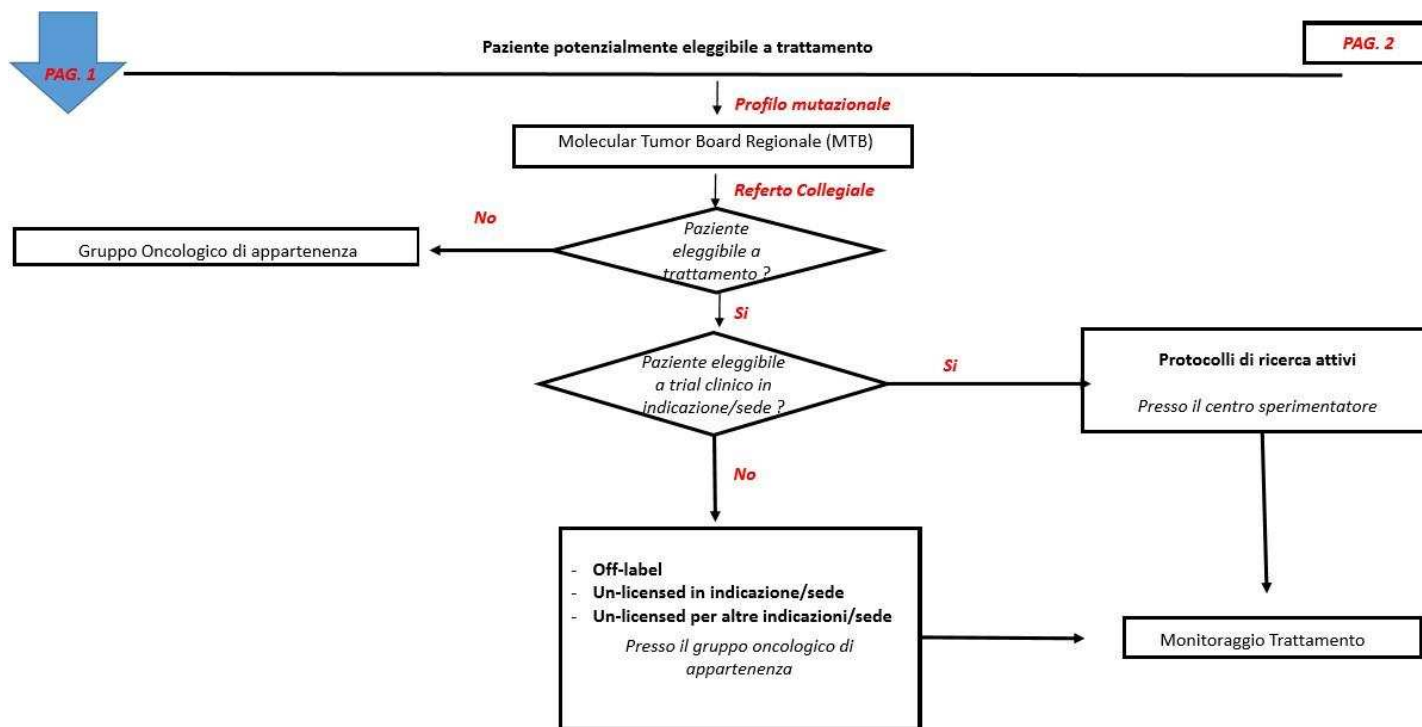 Paziente potenzialmente eleggibile a trattamento
PAG. 2
PAG. 1
Profilo mutazionale
Molecular Tumor Board Regionale (MTB)
Referto Collegiale
No
Paziente
eleggibile a
trattamento ?
Gruppo Oncologico di appartenenza
Si
Paziente eleggibile
a trial clinico in
indicazione/sede ?
Si
Protocolli di ricerca attivi
Presso il centro sperimentatore
No
- Off-label
- Un-licensed in indicazione/sede
- Un-licensed per altre indicazioni/sede
Presso il gruppo oncologico di
appartenenza
Monitoraggio Trattamento